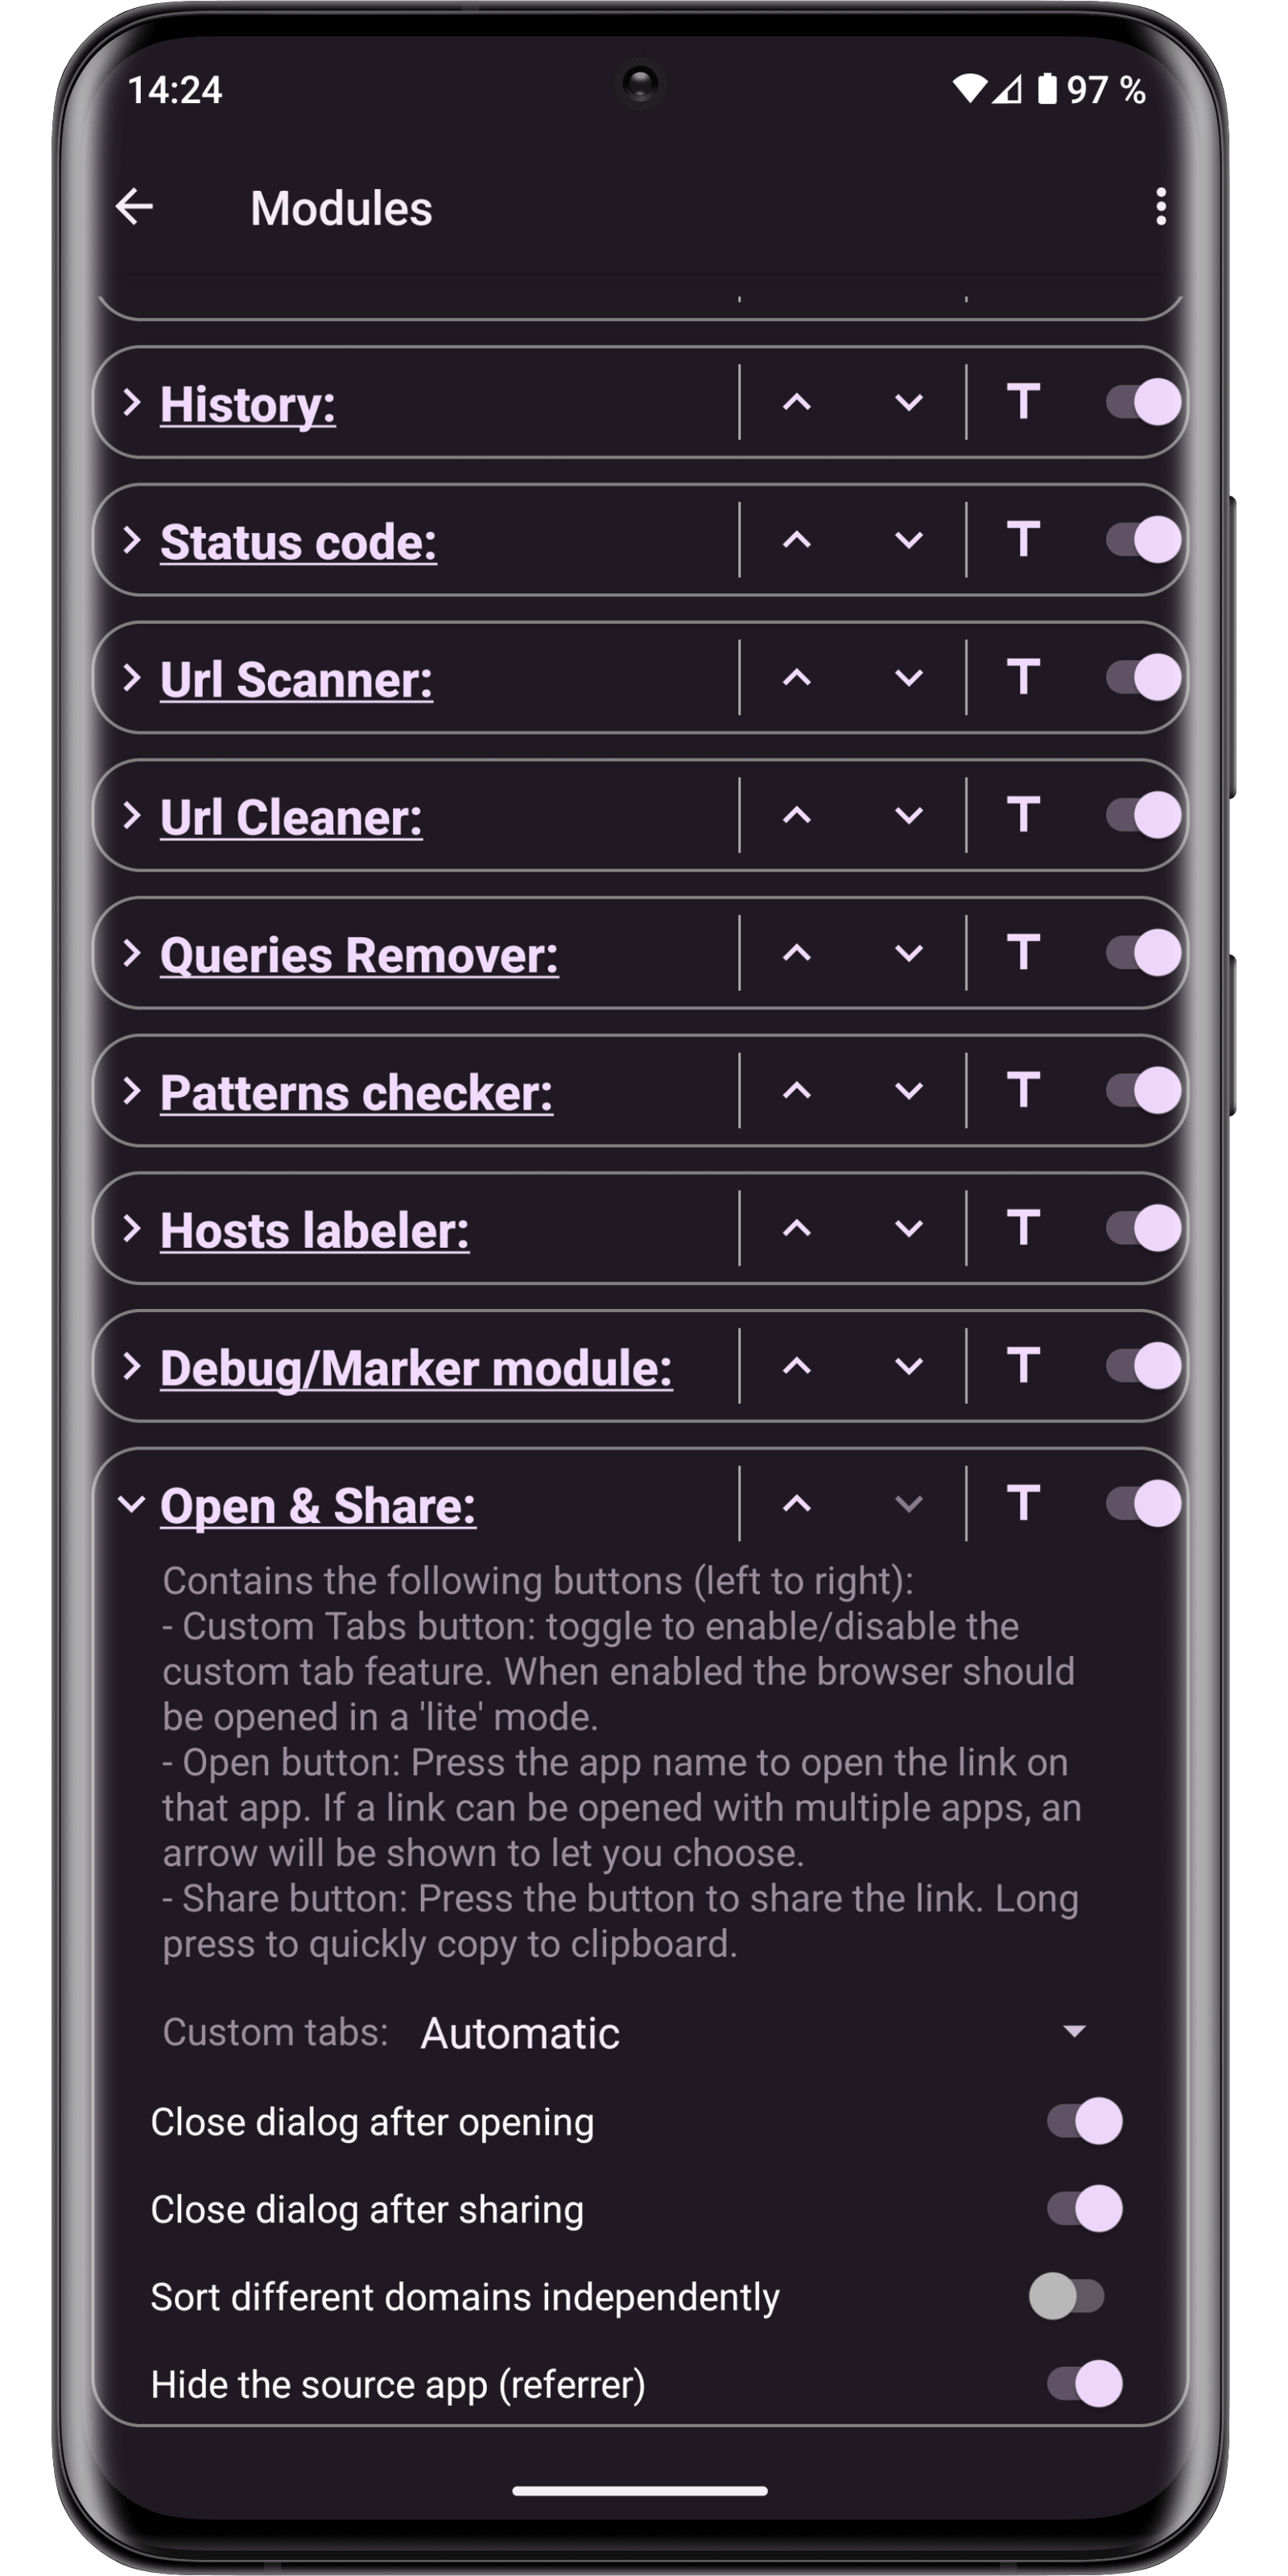 14:24
97 %
Modules
History:
T
Status code:
T
Url Scanner:
T
Url Cleaner:
T
Queries Remover:
T
Patterns checker:
T
Hosts labeler:
T
Debug/Marker module:
T
Open & Share:
T
Contains the following buttons (left to right):
- Custom Tabs button: toggle to enable/disable the
custom tab feature. When enabled the browser should
be opened in a 'lite' mode.
- Open button: Press the app name to open the link on
that app. If a link can be opened with multiple apps, an
arrow will be shown to let you choose.
- Share button: Press the button to share the link. Long
press to quickly copy to clipboard.
Custom tabs: Automatic
Close dialog after opening
Close dialog after sharing
Sort different domains independently
Hide the source app (referrer)